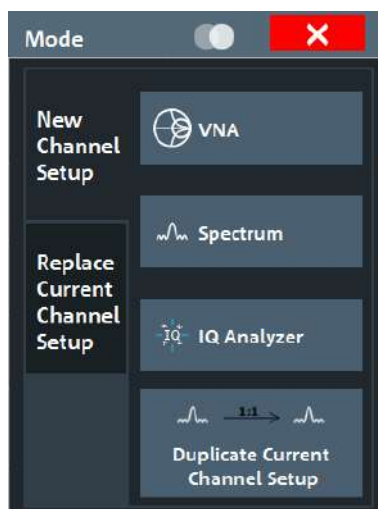 Mode
New
Channel
Setup
VNA
Spectrum
Replace
Current
Channel
Setup
IQ
IQ Analyzer
1:1
Duplicate Current
Channel Setup